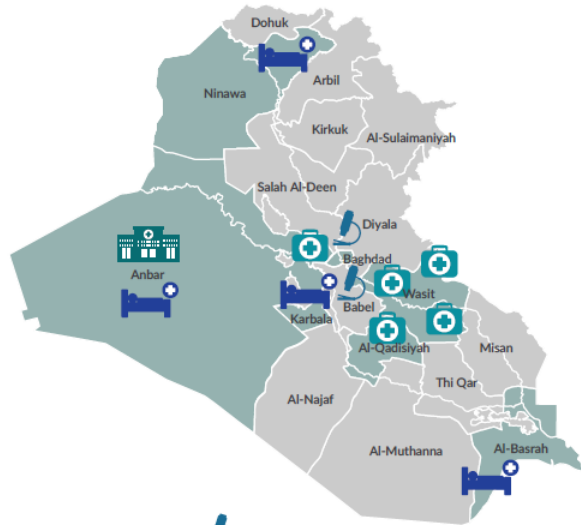 Dohuk
Ninawa
Arbil
Kirkuk
Al-Sulaimaniyah
Salah Al-Deen
Diyala
Baghdad
Anbar
Wasit
Babel
Karbala
Al-Qadisiyah
Misan
Thi Qar
Al-Najaf
Al-Muthanna
Al-Basrah